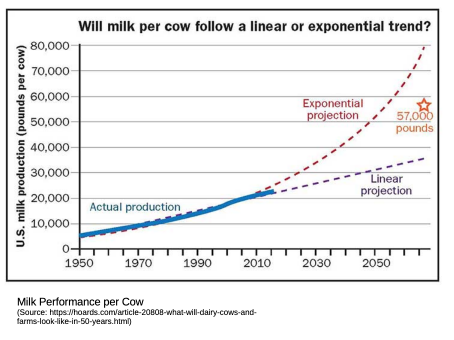 Will milk per cow follow a linear or exponential trend?
U.S. milk production (pounds per cow)
80,000
70,000
60,000
50,000
40,000
30,000
20,000
10,000
0
Exponential
projection
57,000
pounds
Linear
projection
Actual production
1950
1970
1990
2010
2030
2050
Milk Performance per Cow
(Source: https://hoards.com/article-20808-what-will-dairy-cows-and-
farms-look-like-in-50-years.html)